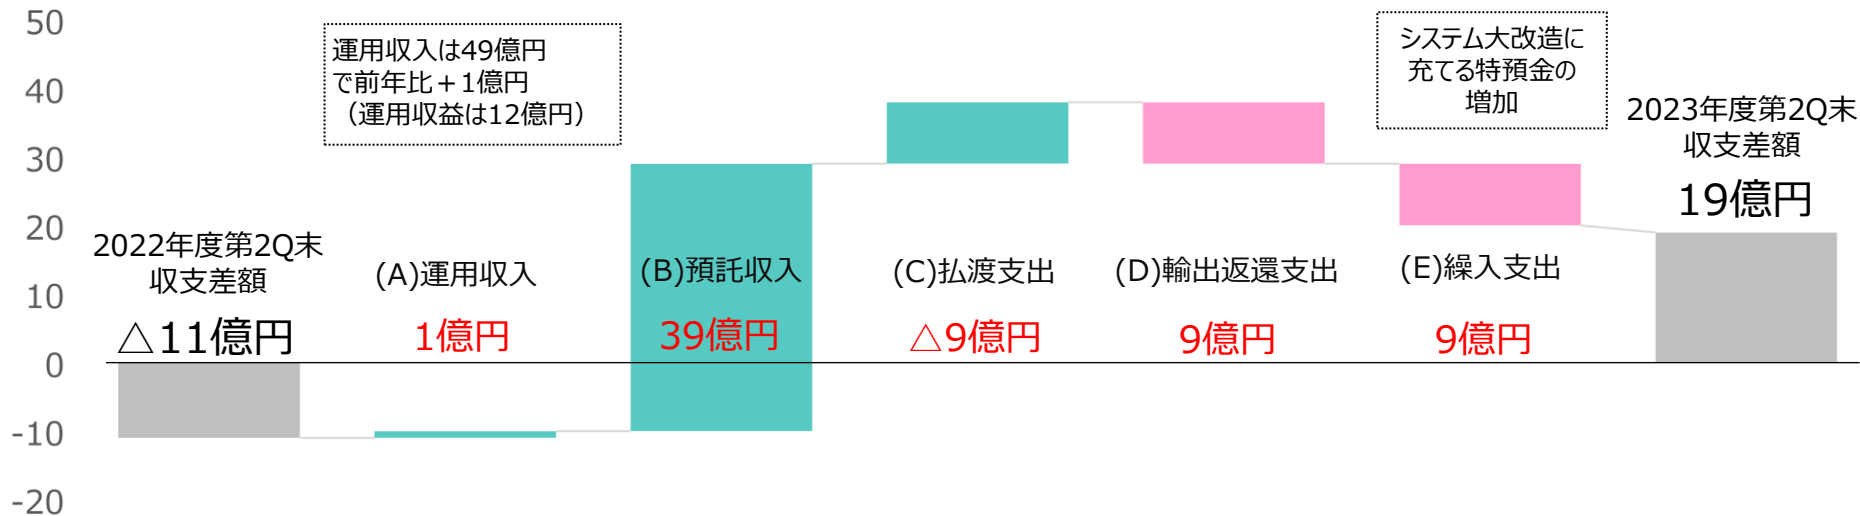 50
40
30
20
10
0
-10
-20
運用収入は49億円
で前年比＋1億円
（運用収益は12億円）
システム大改造に
充てる特預金の
増加
2022年度第2Q末
収支差額
△11億円
(A)運用収入
1億円
(B)預託収入
39億円
(C)払渡支出
△9億円
(D)輸出返還支出
9億円
(E)繰入支出
9億円
2023年度第2Q末
収支差額
19億円